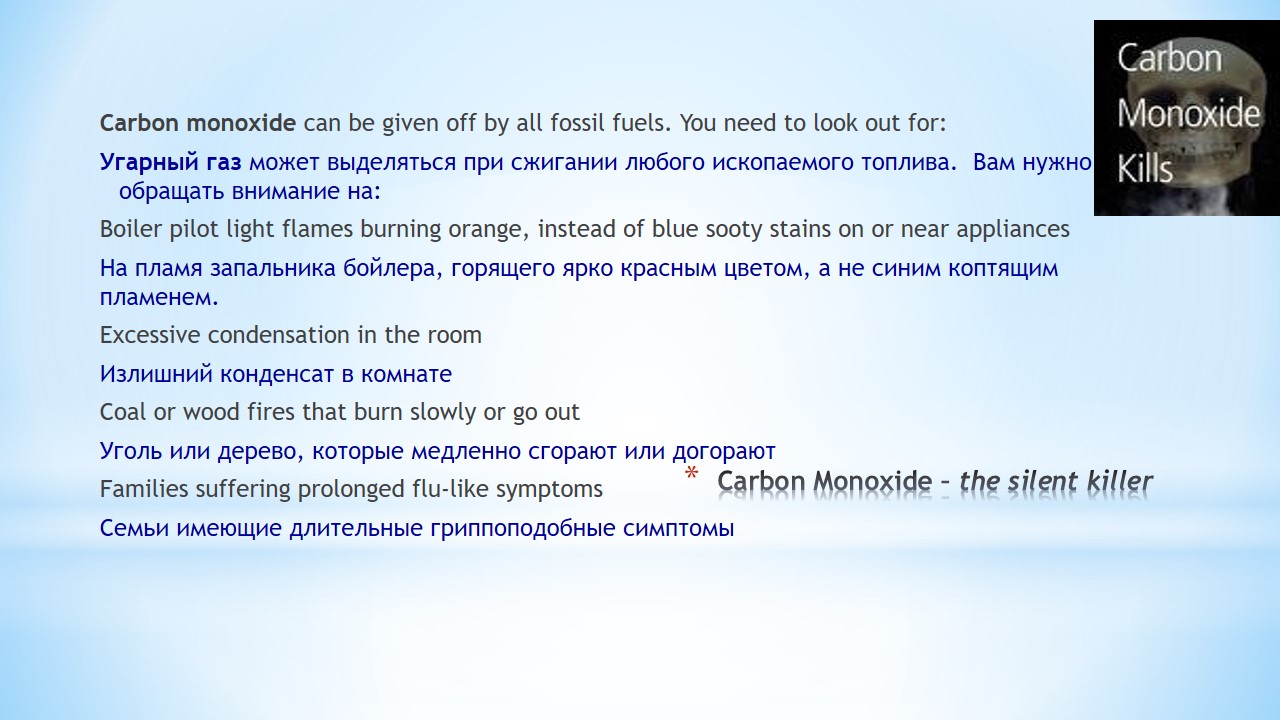 Carbon
Monoxide
Kills
Carbon monoxide can be given off by all fossil fuels. You need to look out for:
Угарный газ может выделяться при сжигании любого ископаемого топлива.  Вам нужно
обращать внимание на:
Boiler pilot light flames burning orange, instead of blue sooty stains on or near appliances
На пламя запальника бойлера, горящего ярко красным цветом, а не синим коптящим
пламенем.
Excessive condensation in the room
Излишний конденсат в комнате
Coal or wood fires that burn slowly or go out
Уголь или дерево, которые медленно сгорают или догорают
Families suffering prolonged flu-like symptoms
* Carbon Monoxide – the silent killer
Семьи имеющие длительные гриппоподобные симптомы